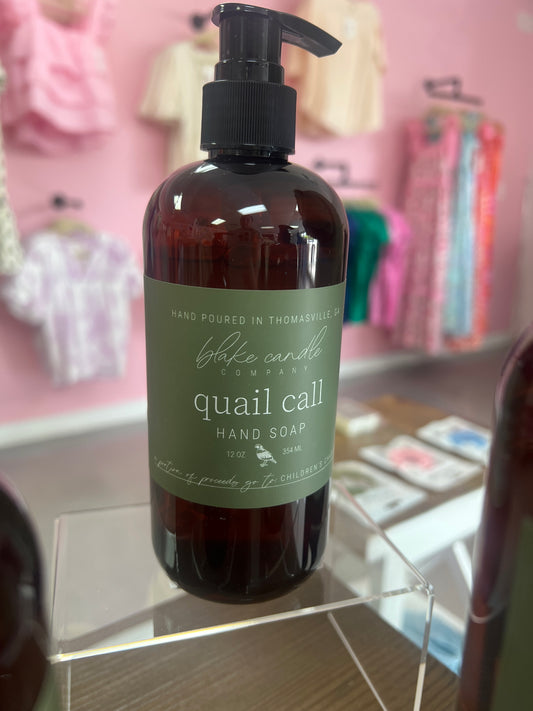 HAND POURED IN THOMASVILLE, GA
blake candle
COMPANY
quail call
HAND SOAP
12 OZ 354 ML
a portion of proceeds go to: CHILDREN'S